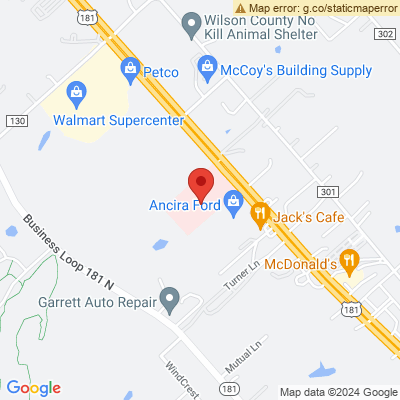 Map error: g.co/staticmaperror
181
Wilson County No
Kill Animal Shelter
302
Petco
McCoy's Building Supply
Walmart Supercenter
130
301
Ancira Ford
Jack's Cafe
Business Loop 181 N
McDonald's
Turner Ln
Garrett Auto Repair
181
Mutual Ln
WindCrest
181
Google
Map data ©2024 Google